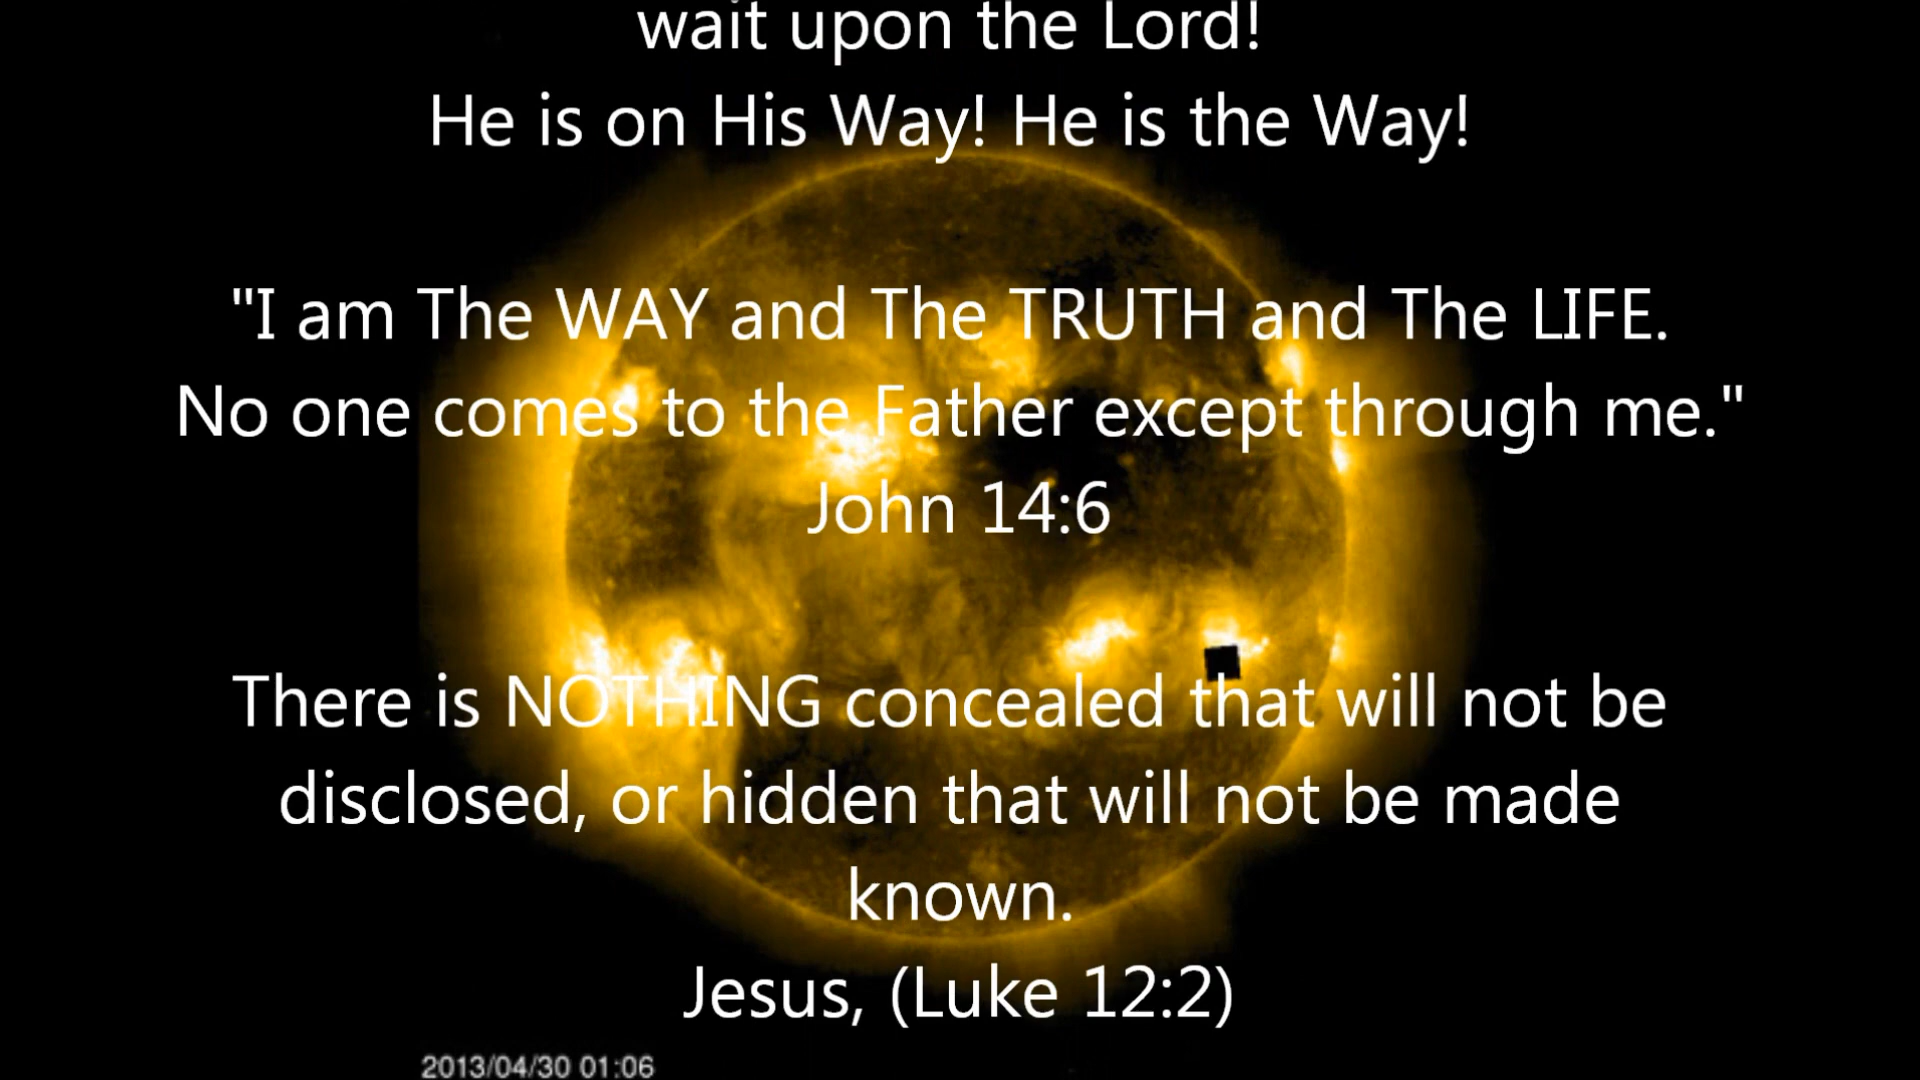 wait upon the Lord!
He is on His Way! He is the Way!
"I am The WAY and The TRUTH and The LIFE.
No one comes to the Father except through me."
John 14:6
There is NOTHING concealed that will not be
disclosed, or hidden that will not be made
known.
Jesus, (Luke 12:2)
2013/04/30 01:06